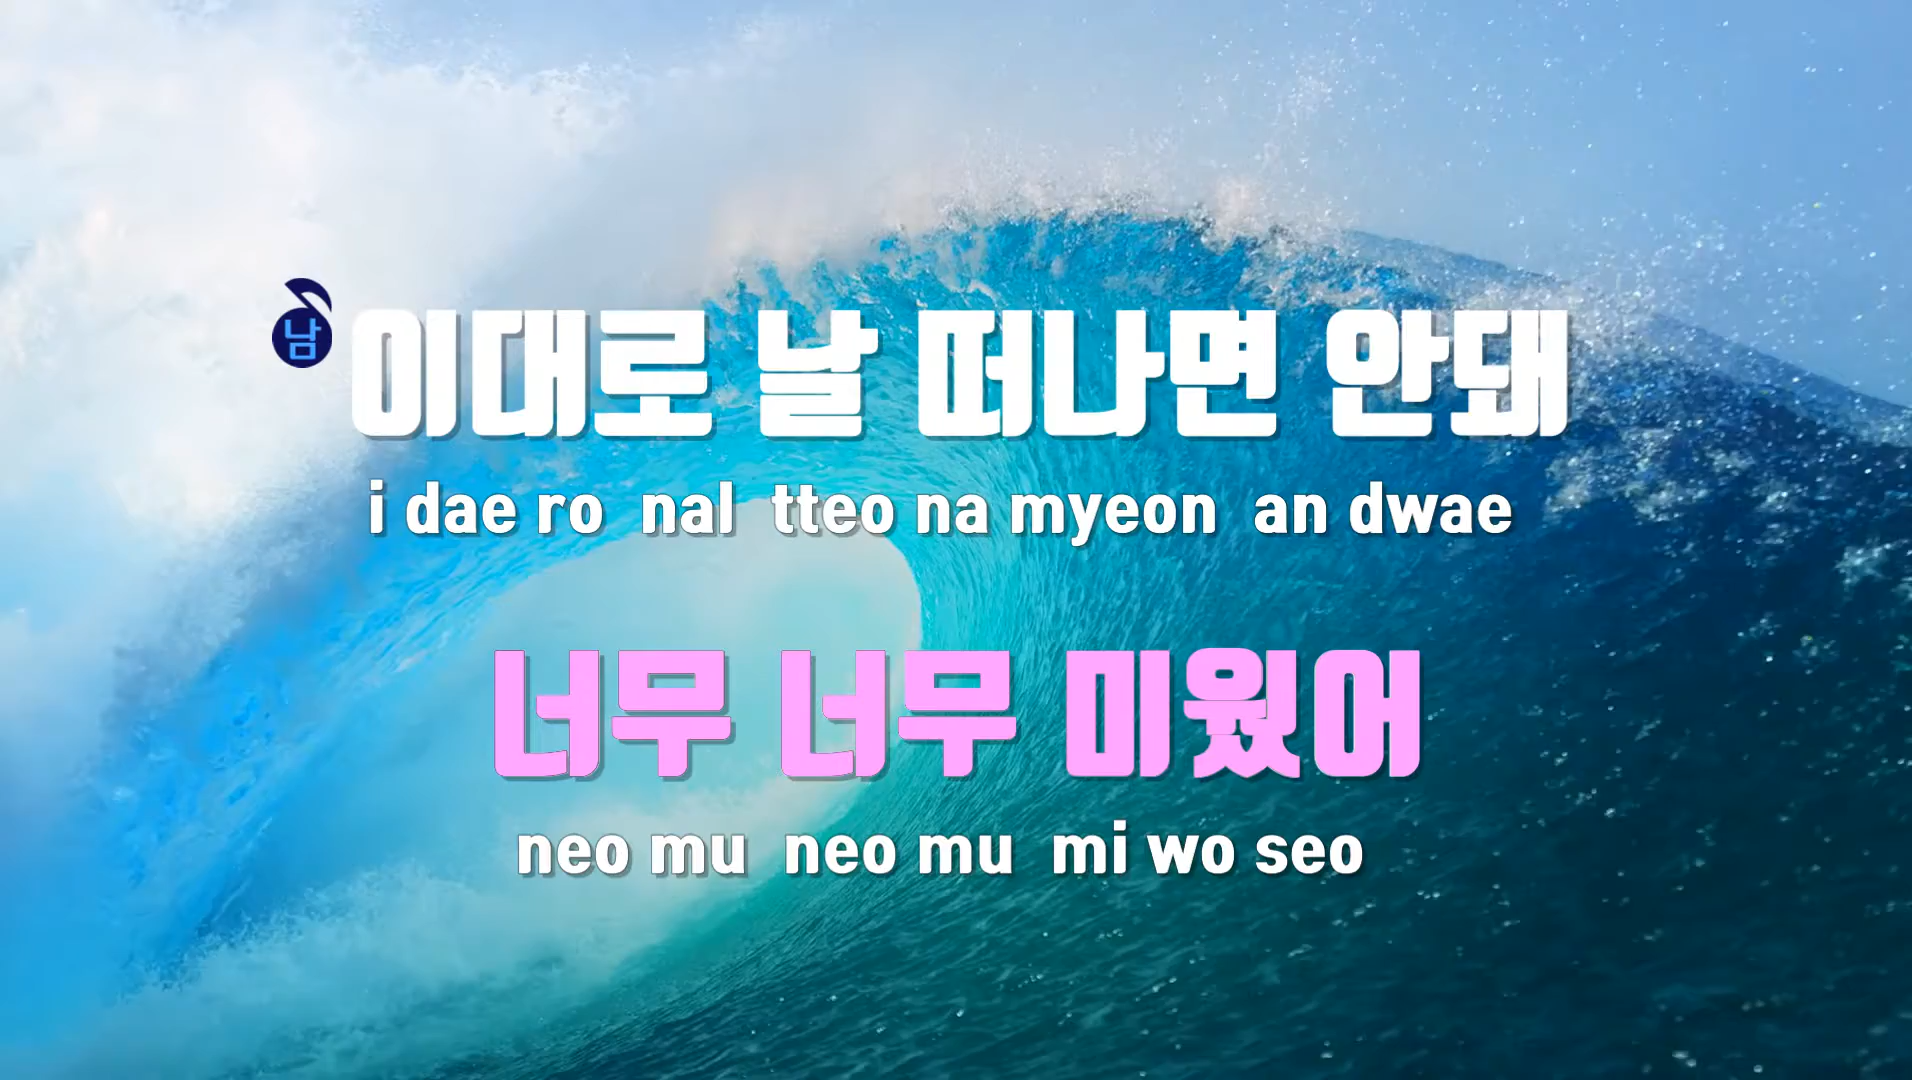 남
이대로 날 떠나면 안돼
i dae ro nal tteo na myeon an dwae
너무 너무 미웠어
neo mu neo mu mi wo seo